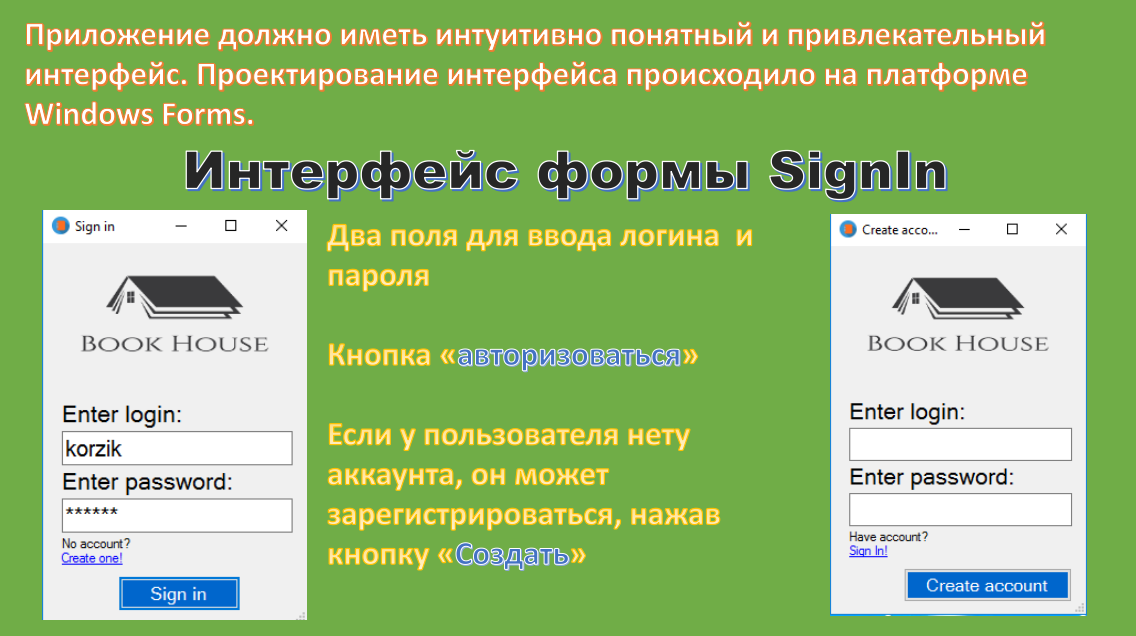 Приложение должно иметь интуитивно понятный и привлекательный
интерфейс. Проектирование интерфейса происходило на платформе
Windows Forms.
Интерфейс формы SignIn
Sign in
BOOK HOUSE
Enter login:
korzik
Enter password:
******
No account?
Create one!
Sign in
Два поля для ввода логина и
пароля
Кнопка «авторизоваться»
Если у пользователя нету
аккаунта, он может
зарегистрироваться, нажав
кнопку «Создать»
Create acco...
BOOK HOUSE
Enter login:
Enter password:
Have account?
Sign In!
Create account